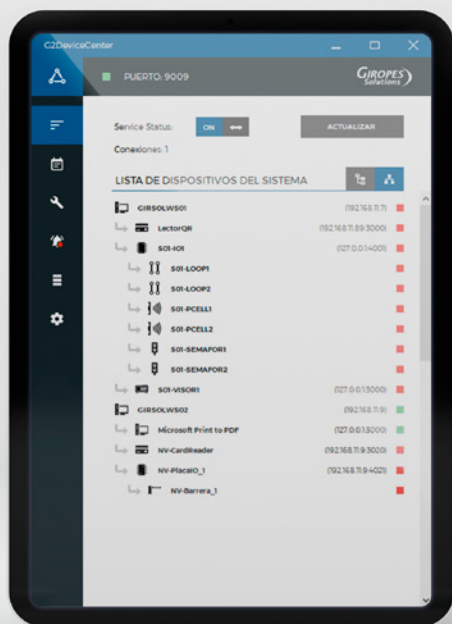 G2DeviceCenter
PUERTO: 9009
GIROPES Solutions
Service Status: ON
ACTUALIZAR
Conexiones: 1
LISTA DE DISPOSITIVOS DEL SISTEMA
GIRSOLWS01 (192.168.11.7)
LectorQR (192.168.11.89:3000)
S01-IO1 (127.0.0.1:4001)
S01-LOOP1
S01-LOOP2
S01-PCELL1
S01-PCELL2
S01-SEMAFOR1
S01-SEMAFOR2
S01-VISOR1 (127.0.0.1:3000)
GIRSOLWS02 (192.168.11.9)
Microsoft Print to PDF (127.0.0.1:3000)
NV-CardReader (192.168.11.9:3020)
NV-PlacaIO_1 (192.168.11.9:4021)
NV-Barrera_1